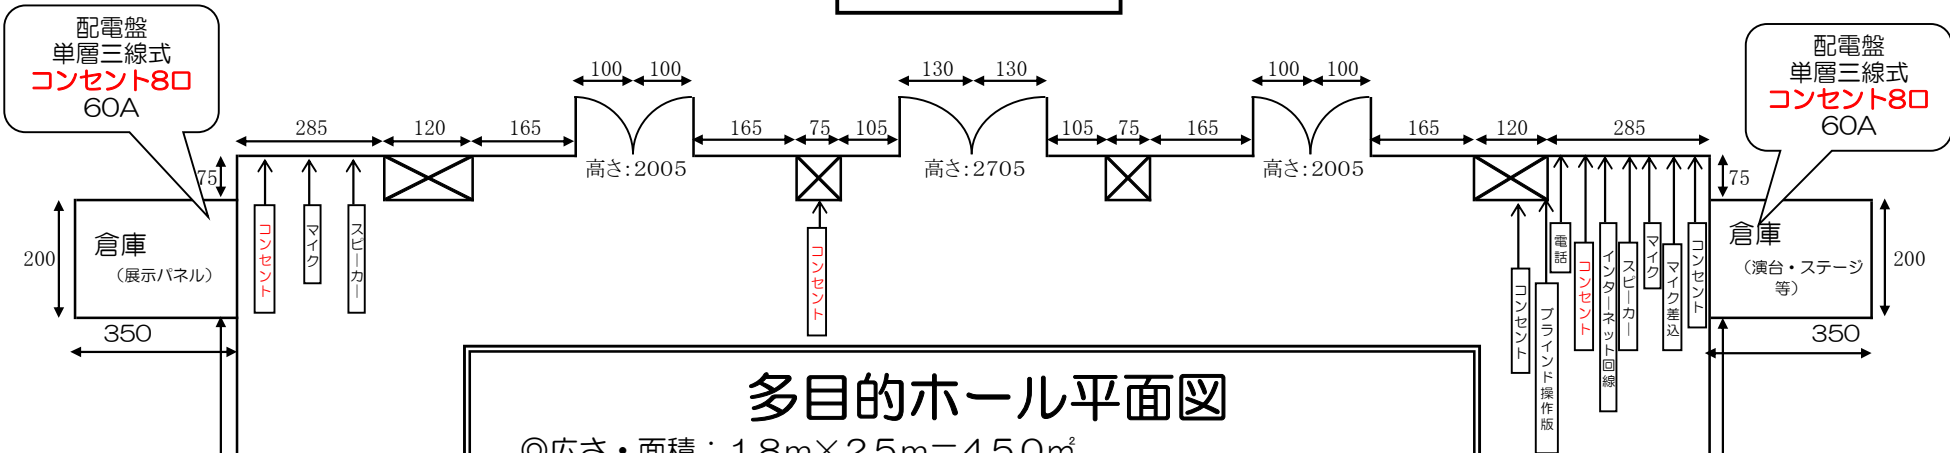 配電盤
単層三線式
コンセント8口
60A
配電盤
単層三線式
コンセント8口
60A
100
100
130
130
100
100
285
120
165
165
75
105
105
75
165
165
120
285
高さ:2005
高さ:2705
高さ:2005
75
75
倉庫
（展示パネル）
200
350
コンセント
マイク
スピーカー
コンセント
コンセント
ブラインド操作版
電話
コンセント
インターネット回線
スピーカー
マイク
マイク差込
コンセント
倉庫
（演台・ステージ
等）
200
350
多目的ホール平面図
◎広さ・面積：18m×25m＝450㎡